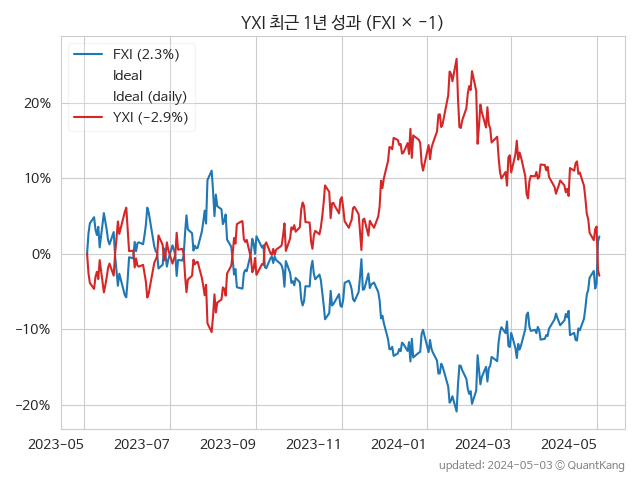 YXI 최근 1년 성과 (FXI × -1)
FXI (2.3%)
Ideal
Ideal (daily)
YXI (-2.9%)
20%
10%
0%
-10%
-20%
2023-05 2023-07 2023-09 2023-11 2024-01 2024-03 2024-05
updated: 2024-05-03 © QuantKang